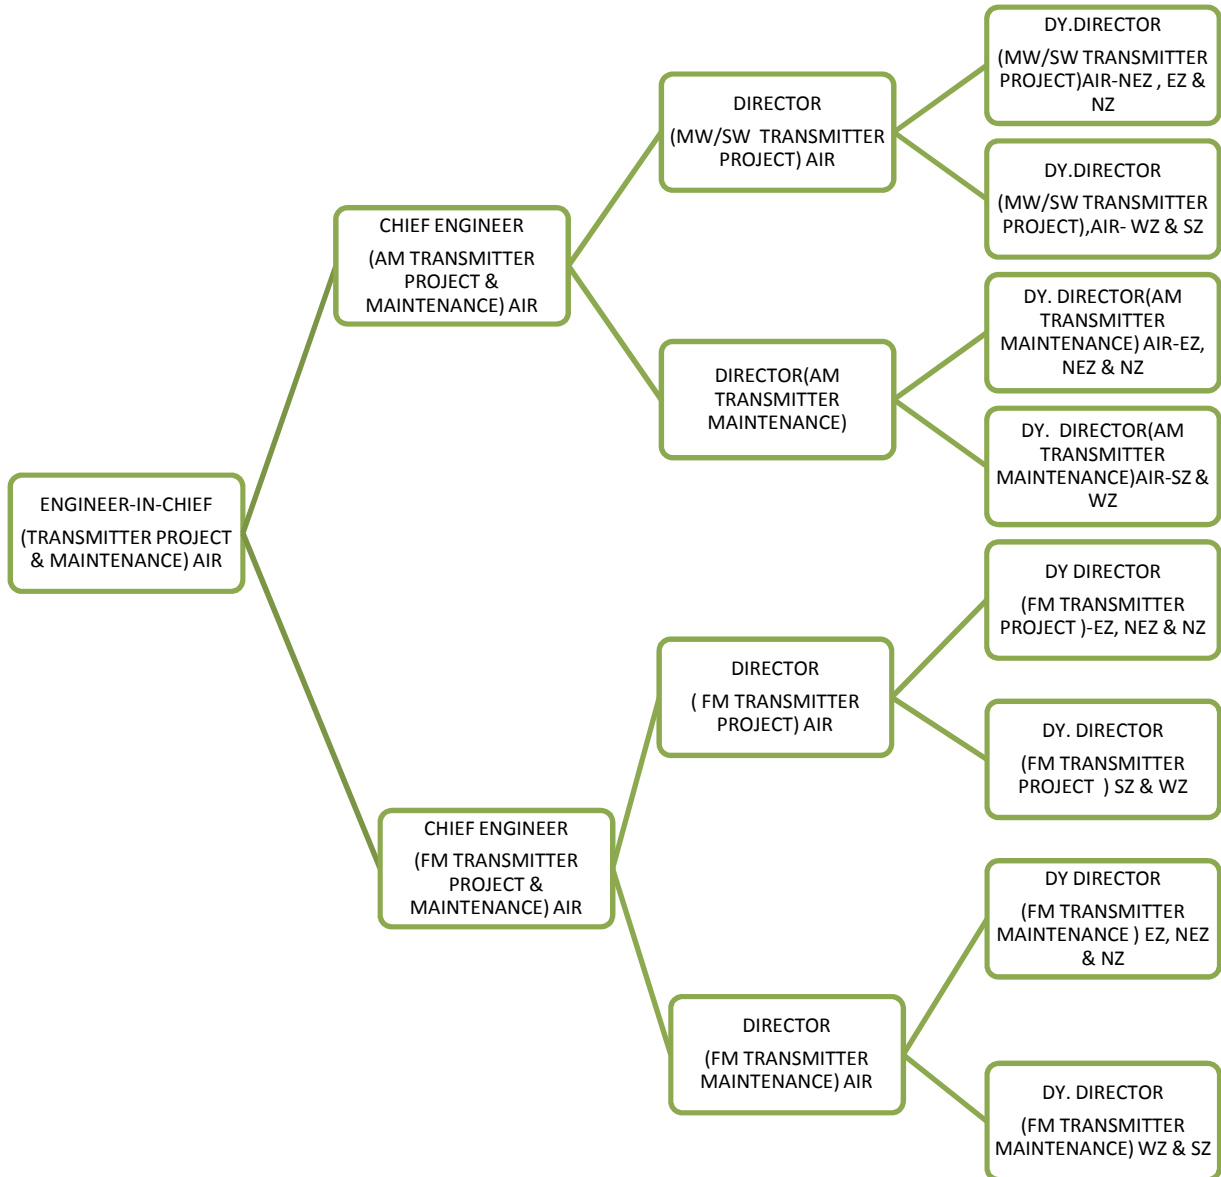 ENGINEER-IN-CHIEF
(TRANSMITTER PROJECT
& MAINTENANCE) AIR
CHIEF ENGINEER
(AM TRANSMITTER
PROJECT &
MAINTENANCE) AIR
DIRECTOR
(MW/SW  TRANSMITTER
PROJECT) AIR
DY.DIRECTOR
(MW/SW TRANSMITTER
PROJECT)AIR-NEZ , EZ &
NZ
DY.DIRECTOR
(MW/SW TRANSMITTER
PROJECT),AIR- WZ & SZ
DIRECTOR(AM
TRANSMITTER
MAINTENANCE)
DY. DIRECTOR(AM
TRANSMITTER
MAINTENANCE) AIR-EZ,
NEZ & NZ
DY.  DIRECTOR(AM
TRANSMITTER
MAINTENANCE)AIR-SZ &
WZ
CHIEF ENGINEER
(FM TRANSMITTER
PROJECT &
MAINTENANCE) AIR
DIRECTOR
( FM TRANSMITTER
PROJECT) AIR
DY DIRECTOR
(FM TRANSMITTER
PROJECT )-EZ, NEZ & NZ
DY. DIRECTOR
(FM TRANSMITTER
PROJECT  ) SZ & WZ
DIRECTOR
(FM TRANSMITTER
MAINTENANCE) AIR
DY DIRECTOR
(FM TRANSMITTER
MAINTENANCE ) EZ, NEZ
& NZ
DY. DIRECTOR
(FM TRANSMITTER
MAINTENANCE) WZ & SZ